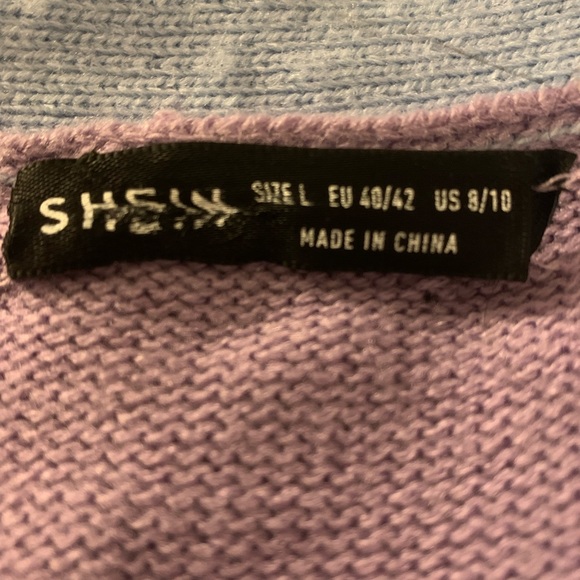 SHEIN SIZE L EU 40/42 US 8/10
MADE IN CHINA